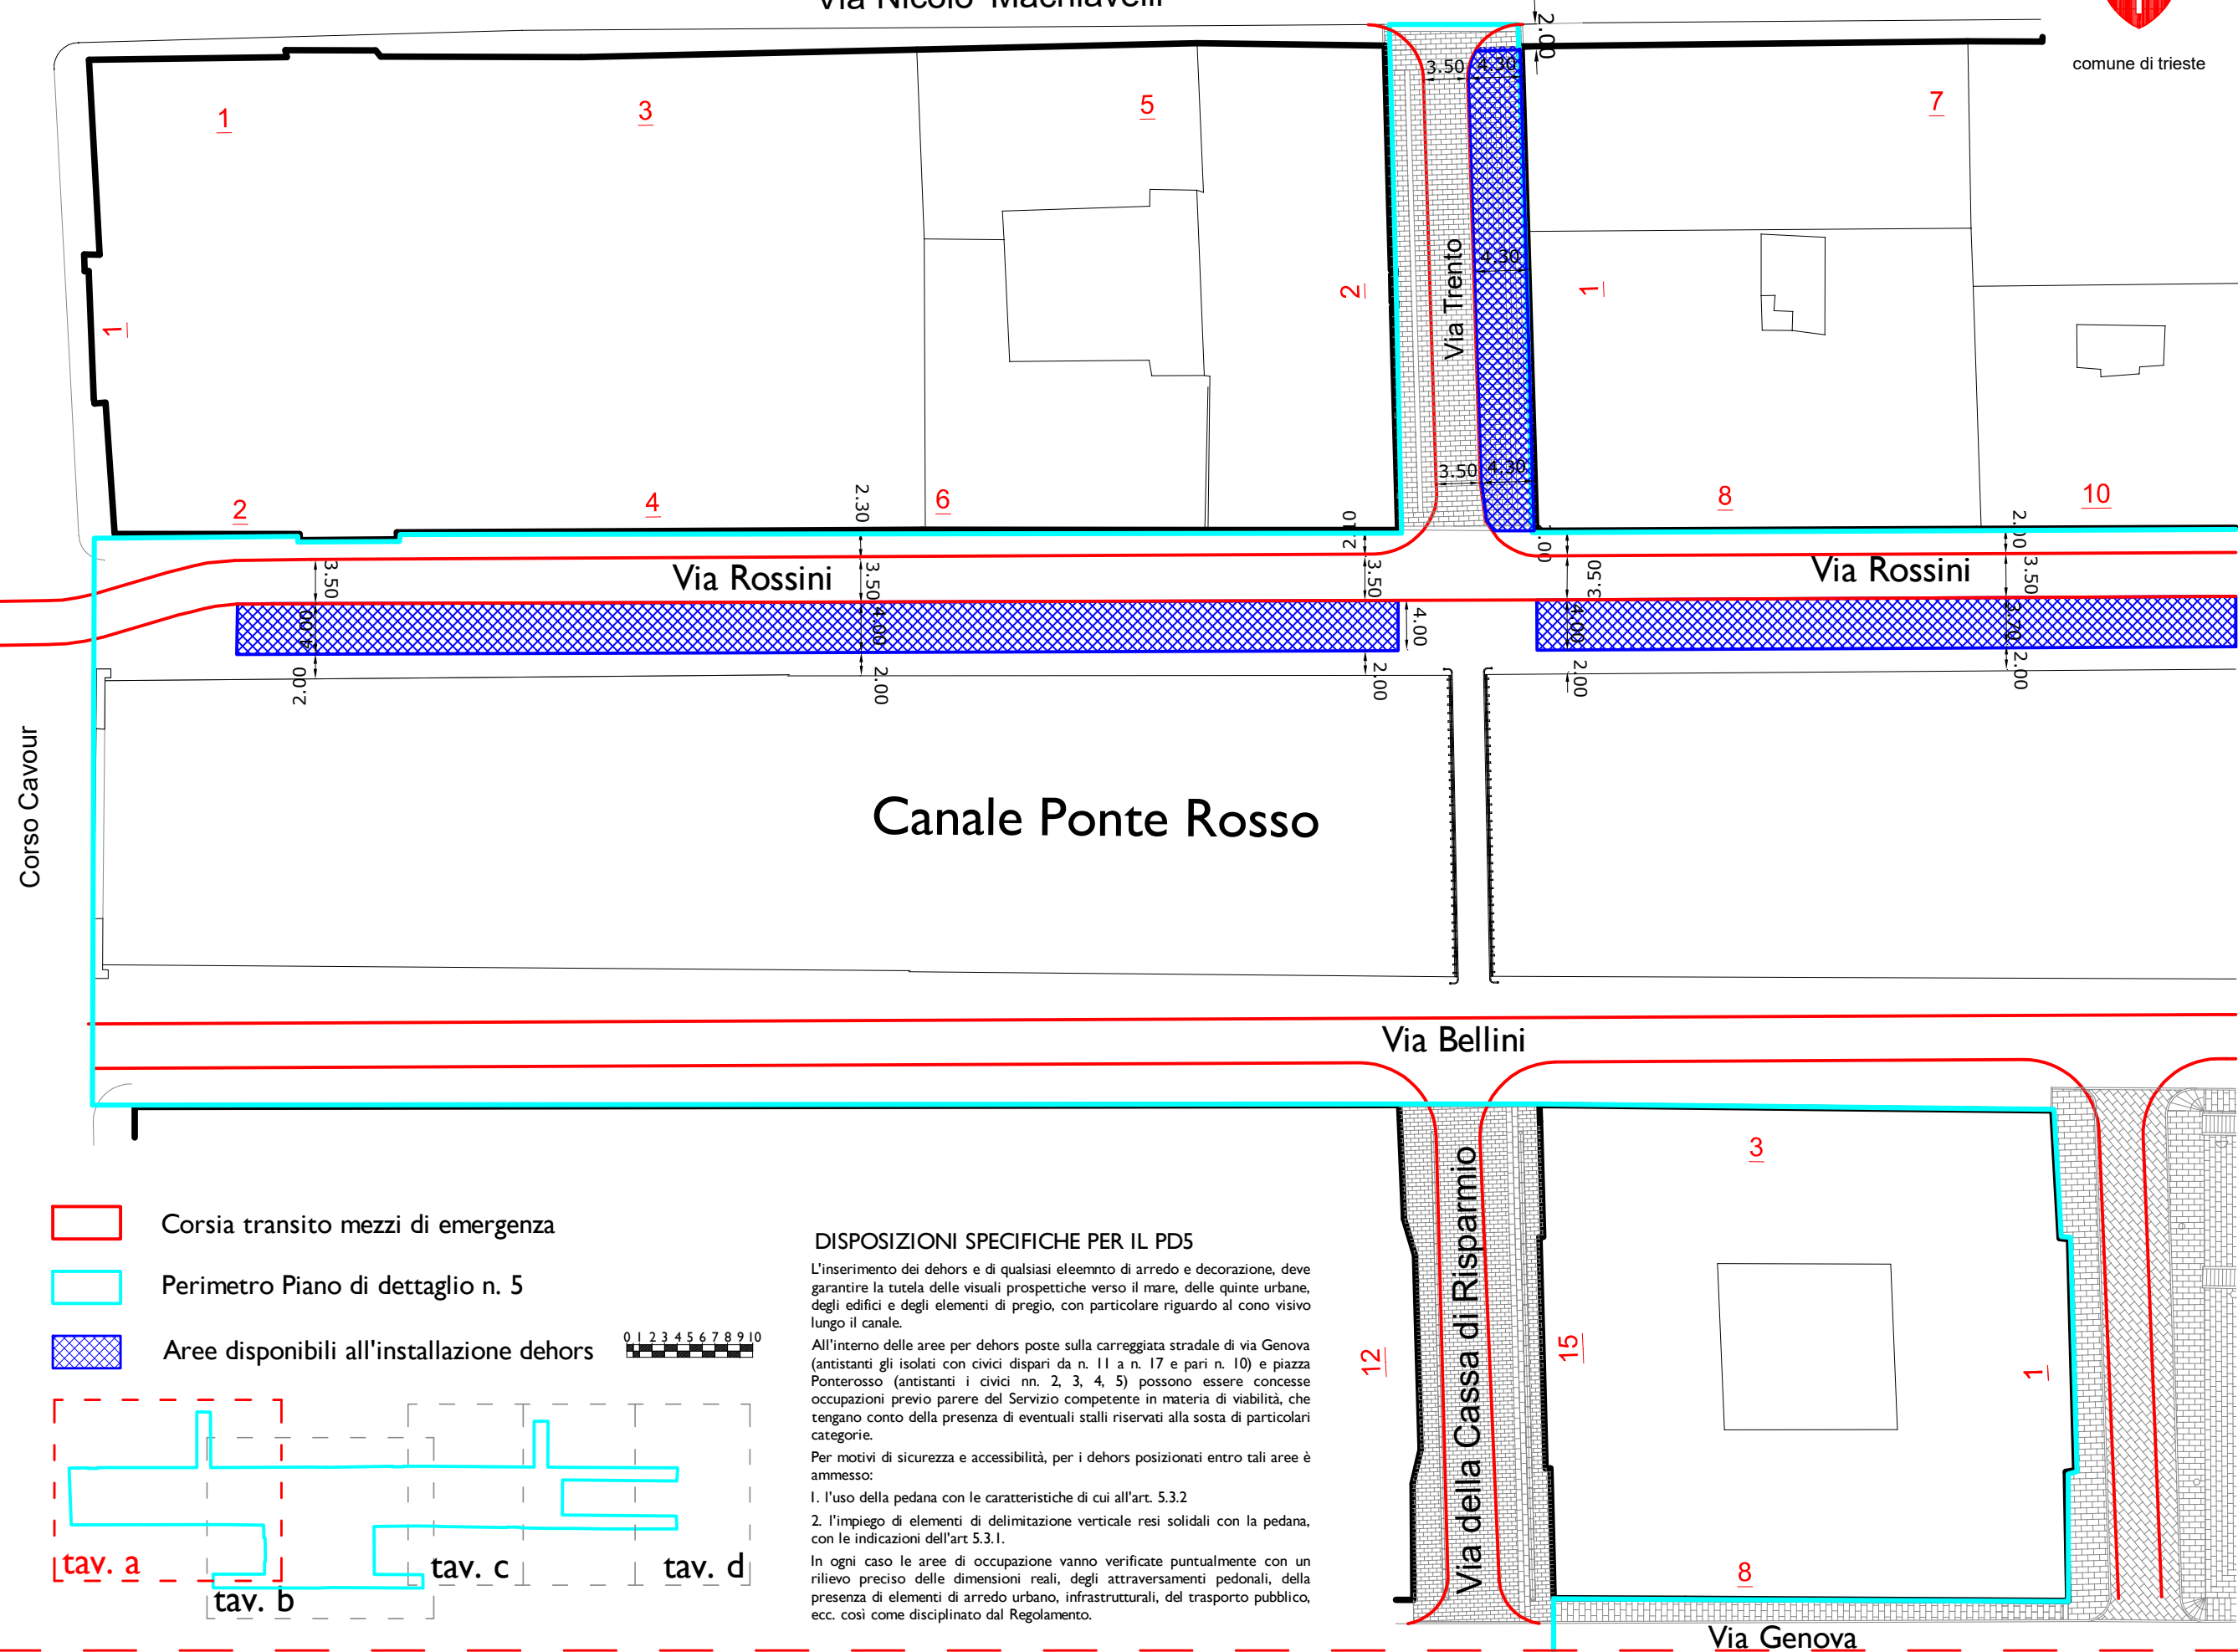 Via Nicolò Machiavelli
comune di trieste
2.00
3.50
4.30
1
3
5
7
4.30
Via Trento
1
2
1
3.50
4.30
2
4
6
8
10
2.30
2.10
2.00
3.50
3.50
3.50
3.50
3.50
Via Rossini
Via Rossini
4.00
4.00
4.00
4.00
3.70
2.00
2.00
2.00
2.00
2.00
Corso Cavour
Canale Ponte Rosso
Via Bellini
3
Via della Cassa di Risparmio
12
15
1
8
Via Genova
Corsia transito mezzi di emergenza
Perimetro Piano di dettaglio n. 5
Aree disponibili all'installazione dehors
0 1 2 3 4 5 6 7 8 9 10
tav. a
tav. b
tav. c
tav. d
DISPOSIZIONI SPECIFICHE PER IL PD5
L'inserimento dei dehors e di qualsiasi eleemnto di arredo e decorazione, deve
garantire la tutela delle visuali prospettiche verso il mare, delle quinte urbane,
degli edifici e degli elementi di pregio, con particolare riguardo al cono visivo
lungo il canale.
All'interno delle aree per dehors poste sulla carreggiata stradale di via Genova
(antistanti gli isolati con civici dispari da n. 11 a n. 17 e pari n. 10) e piazza
Ponterosso (antistanti i civici nn. 2, 3, 4, 5) possono essere concesse
occupazioni previo parere del Servizio competente in materia di viabilità, che
tengano conto della presenza di eventuali stalli riservati alla sosta di particolari
categorie.
Per motivi di sicurezza e accessibilità, per i dehors posizionati entro tali aree è
ammesso:
1. l'uso della pedana con le caratteristiche di cui all'art. 5.3.2
2. l'impiego di elementi di delimitazione verticale resi solidali con la pedana,
con le indicazioni dell'art 5.3.1.
In ogni caso le aree di occupazione vanno verificate puntualmente con un
rilievo preciso delle dimensioni reali, degli attraversamenti pedonali, della
presenza di elementi di arredo urbano, infrastrutturali, del trasporto pubblico,
ecc. così come disciplinato dal Regolamento.